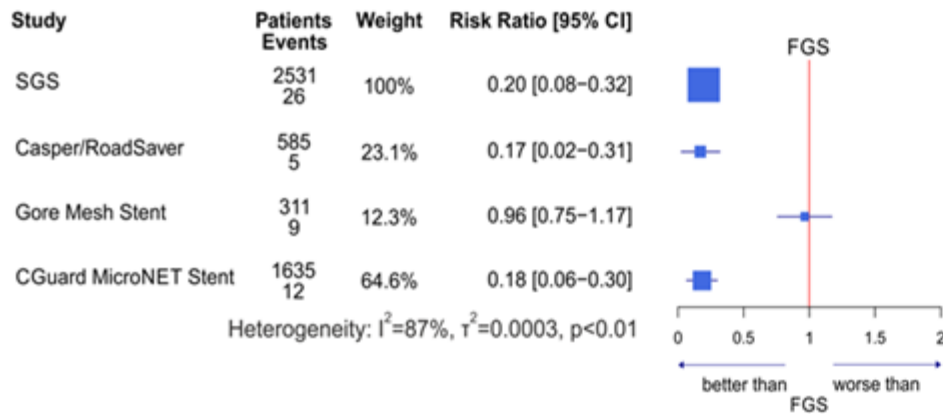 Study Patients Events Weight Risk Ratio [95% CI]
FGS
SGS 2531 26 100% 0.20 [0.08−0.32]
Casper/RoadSaver 585 5 23.1% 0.17 [0.02−0.31]
Gore Mesh Stent 311 9 12.3% 0.96 [0.75−1.17]
CGuard MicroNET Stent 1635 12 64.6% 0.18 [0.06−0.30]
Heterogeneity: I²=87%, τ²=0.0003, p<0.01
0 0.5 1 1.5 2
better than worse than
FGS